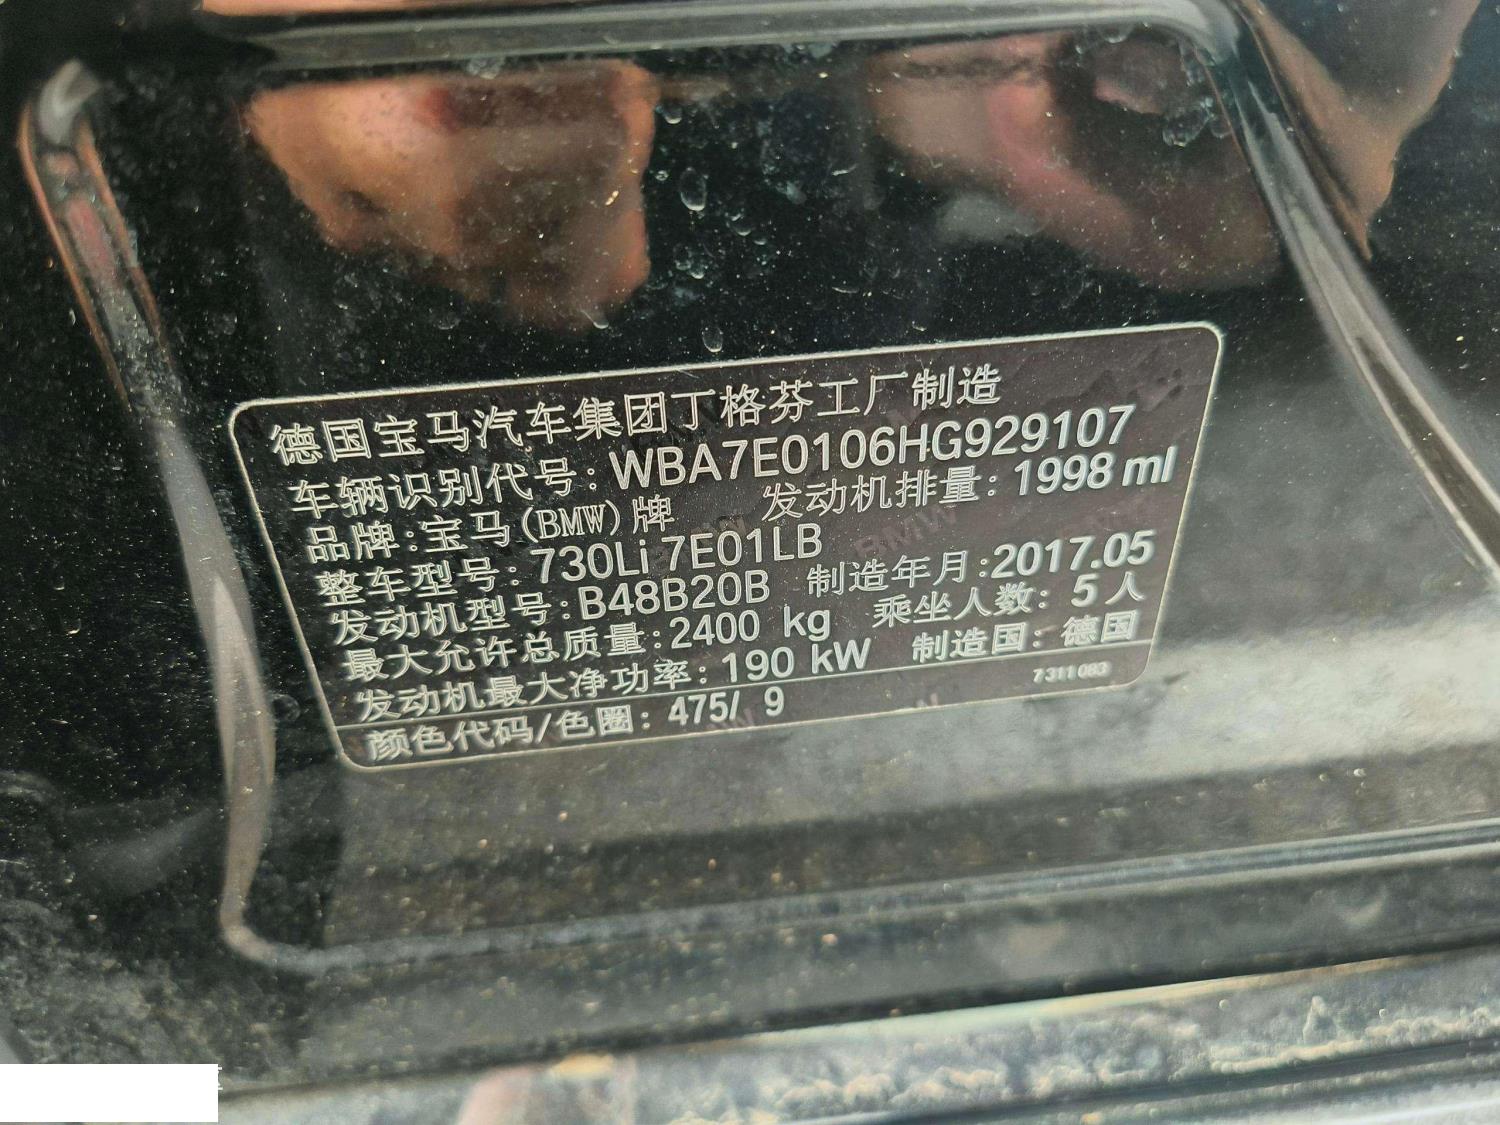 德国宝马汽车集团丁格芬工厂制造
车辆识别代号: WBA7E0106HG929107
品牌:宝马(BMW)牌 发动机排量: 1998 ml
整车型号: 730Li 7E01LB
发动机型号: B48B20B 制造年月:2017.05
最大允许总质量:2400 kg 乘坐人数: 5 人
发动机最大净功率: 190 kW 制造国: 德国
颜色代码/色圈: 475/ 9 7311083